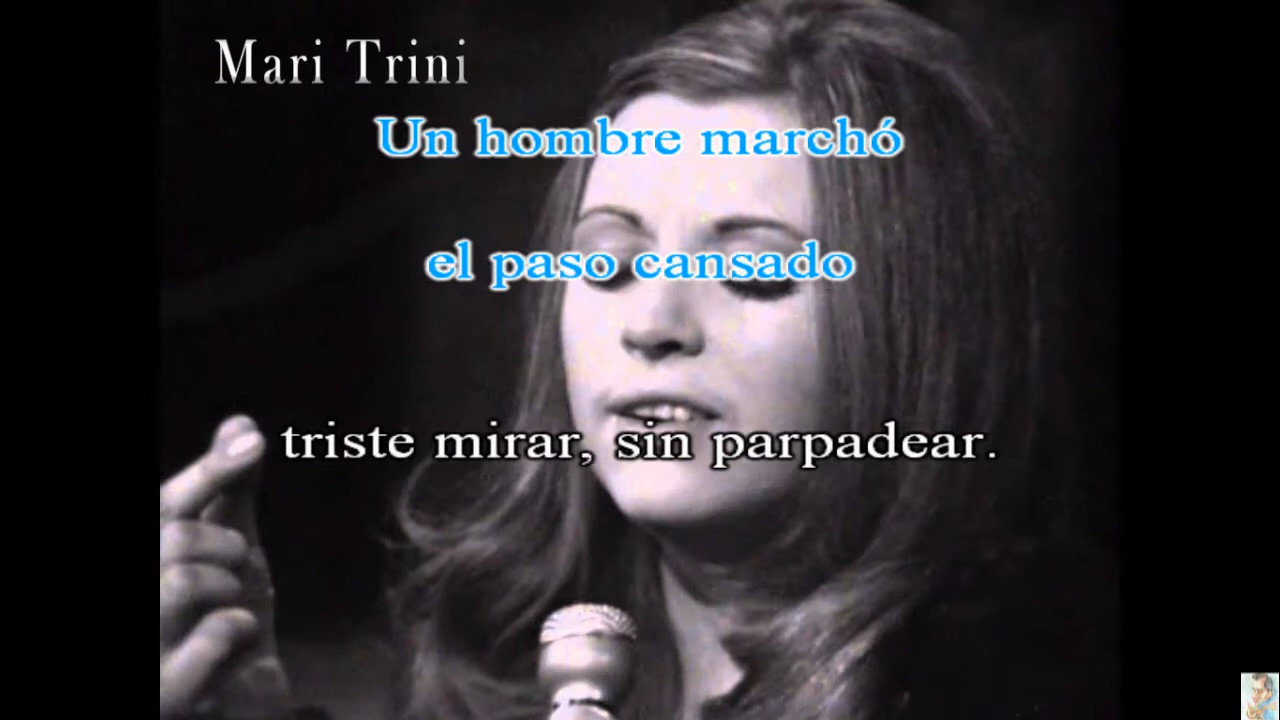 Mari Trini
Un hombre marchó
el paso cansado
triste mirar, sin parpadear.